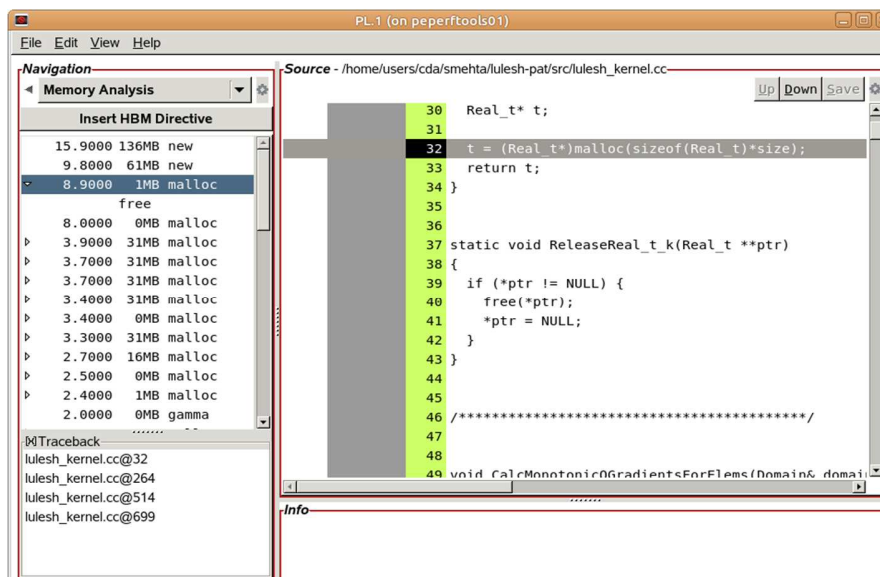 PL.1 (on peperftools01)
File Edit View Help
Navigation
Memory Analysis
Insert HBM Directive
15.9000 136MB new
9.8000 61MB new
8.9000 1MB malloc
free
8.0000 0MB malloc
3.9000 31MB malloc
3.7000 31MB malloc
3.7000 31MB malloc
3.4000 31MB malloc
3.4000 0MB malloc
3.3000 31MB malloc
2.7000 16MB malloc
2.5000 0MB malloc
2.4000 1MB malloc
2.0000 0MB gamma
Traceback
lulesh_kernel.cc@32
lulesh_kernel.cc@264
lulesh_kernel.cc@514
lulesh_kernel.cc@699
Source - /home/users/cda/smehta/lulesh-pat/src/lulesh_kernel.cc
Up Down Save
30 Real_t* t;
31
32 t = (Real_t*)malloc(sizeof(Real_t)*size);
33 return t;
34 }
35
36
37 static void ReleaseReal_t_k(Real_t **ptr)
38 {
39 if (*ptr != NULL) {
40 free(*ptr);
41 *ptr = NULL;
42 }
43 }
44
45
46 /******************************************/
47
48
49 void CalcMonotonicQGradientsForElems(Domain& domai
Info